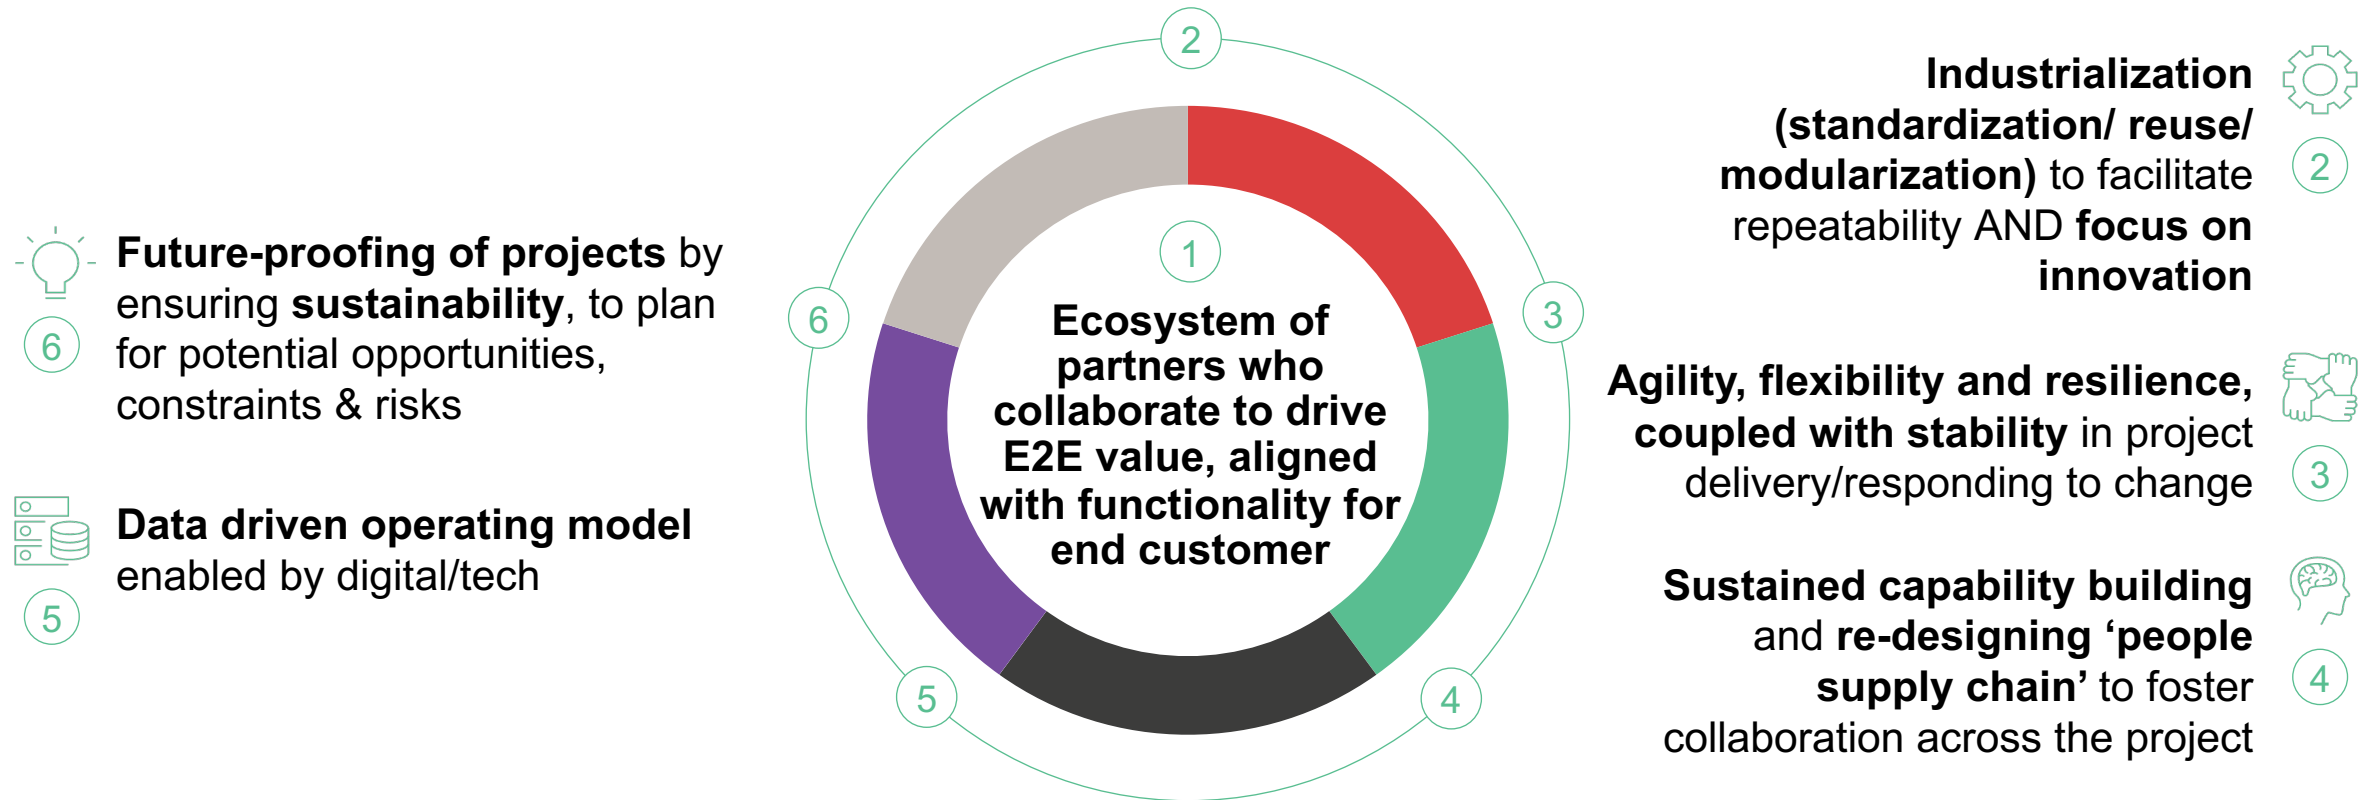 2
Industrialization
(standardization/ reuse/
modularization) to facilitate
repeatability AND focus on
innovation
2
6
Future-proofing of projects by
ensuring sustainability, to plan
for potential opportunities,
constraints & risks
6
1
Ecosystem of
partners who
collaborate to drive
E2E value, aligned
with functionality for
end customer
3
Agility, flexibility and resilience,
coupled with stability in project
delivery/responding to change
3
Data driven operating model
enabled by digital/tech
5
5
4
Sustained capability building
and re-designing ‘people
supply chain’ to foster
collaboration across the project
4